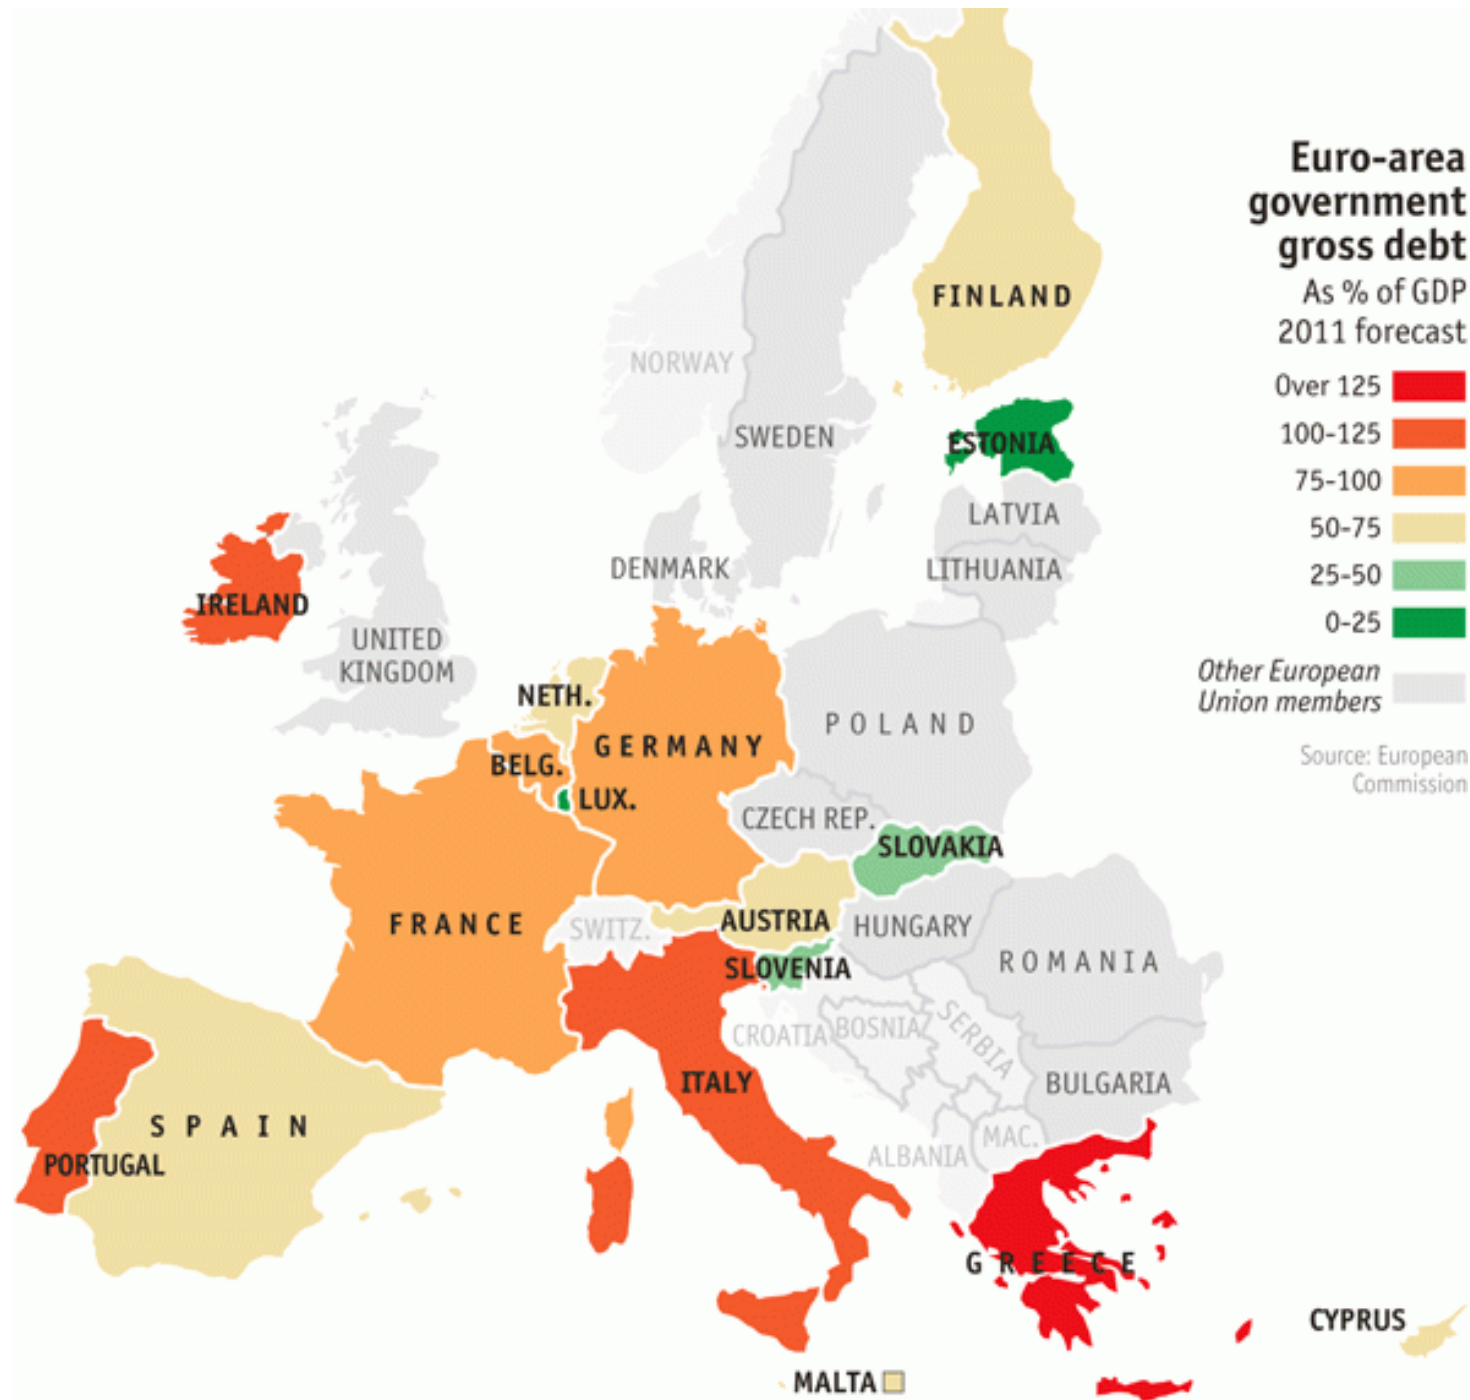 Euro-area
government
gross debt
As % of GDP
2011 forecast
Over 125
100-125
75-100
50-75
25-50
0-25
Other European
Union members
Source: European
Commission
FINLAND
NORWAY
SWEDEN
ESTONIA
LATVIA
DENMARK
LITHUANIA
IRELAND
UNITED
KINGDOM
NETH.
GERMANY
POLAND
BELG.
LUX.
CZECH REP.
SLOVAKIA
FRANCE
SWITZ.
AUSTRIA
HUNGARY
SLOVENIA
ROMANIA
CROATIA
BOSNIA
SERBIA
ITALY
BULGARIA
SPAIN
PORTUGAL
ALBANIA
MAC.
GREECE
CYPRUS
MALTA